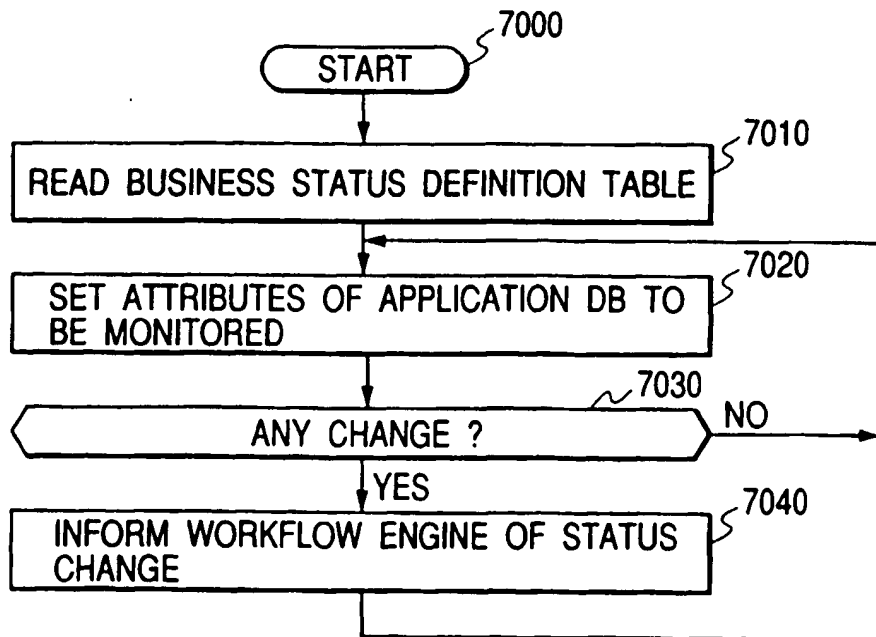 7000
START
7010
READ BUSINESS STATUS DEFINITION TABLE
7020
SET ATTRIBUTES OF APPLICATION DB TO
BE MONITORED
7030
ANY CHANGE ?
NO
YES
7040
INFORM WORKFLOW ENGINE OF STATUS
CHANGE